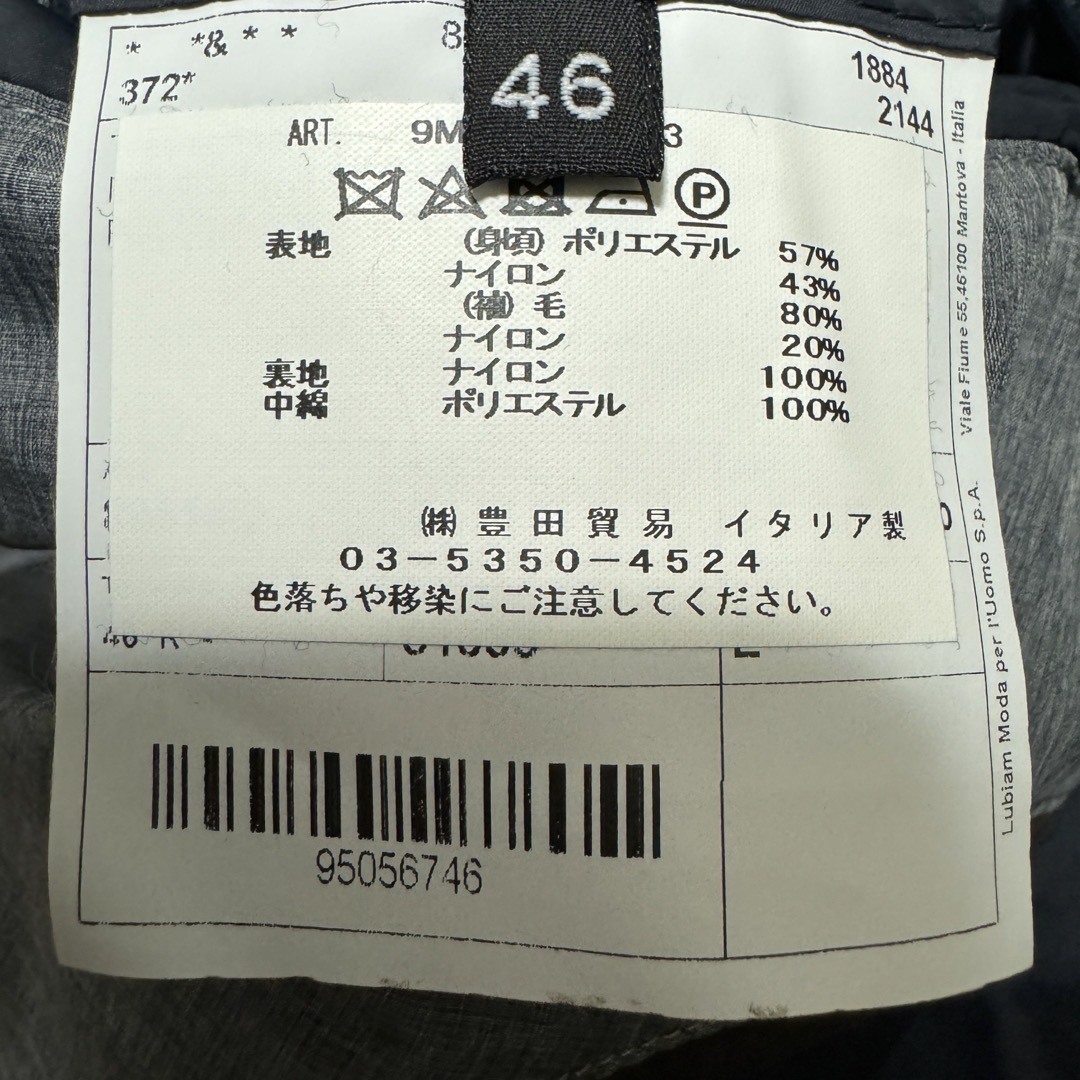 * *& * * 8
46
1884
372*
2144
ART. 9M 3
P
表地 (身頃) ポリエステル 57%
ナイロン 43%
(袖) 毛 80%
ナイロン 20%
裏地 ナイロン 100%
中綿 ポリエステル 100%
㈱ 豊田貿易 イタリア製
03-5350-4524
色落ちや移染にご注意してください。
95056746
Lubiam Moda per l'Uomo S.p.A. Viale Fiume 55,46100 Mantova - Italia